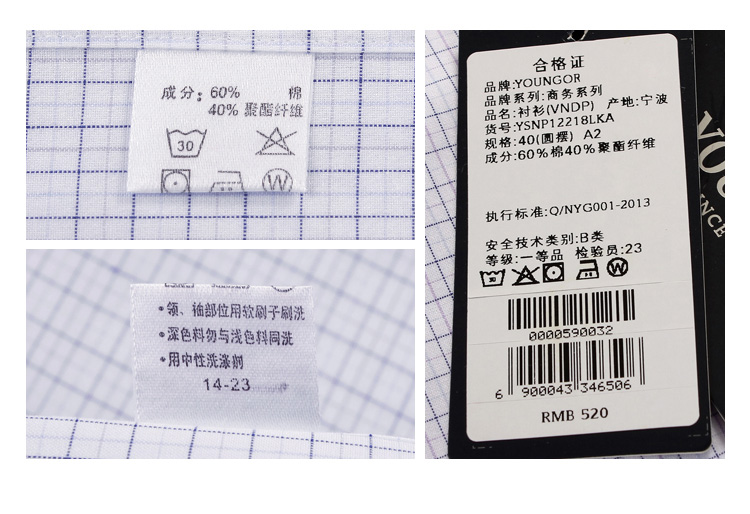 成分: 60% 棉
40% 聚酯纤维
30
W
•领、袖部位用软刷子刷洗
•深色料勿与浅色料同洗
•用中性洗涤剂
14-23
合格证
品牌:YOUNGOR
品牌系列:商务系列
品名:衬衫(VNDP) 产地:宁波
货号:YSNP12218LKA
规格:40(圆摆) A2
成分:60%棉40%聚酯纤维
执行标准:Q/NYG001-2013
安全技术类别:B类
等级:一等品 检验员:23
30
W
0000590032
6 900043 346506
RMB 520